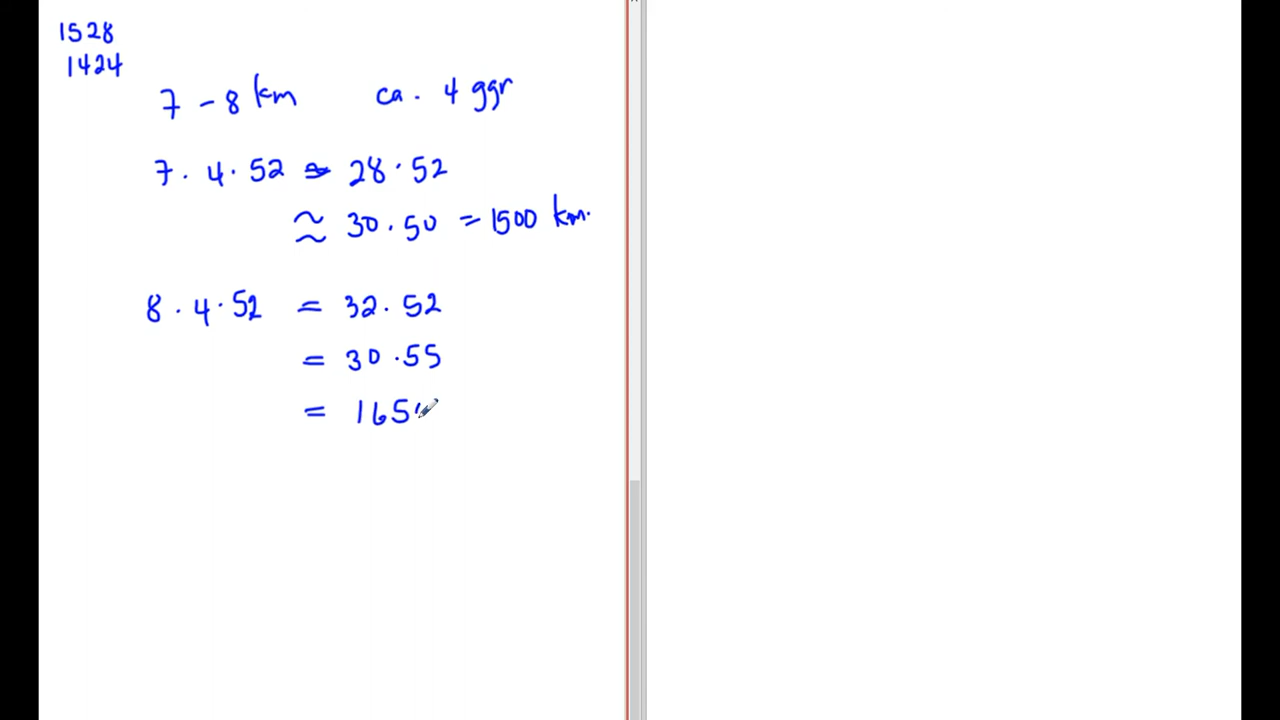 1528
1424
7 - 8 km ca. 4 ggr
7 · 4 · 52 ≈ 28 · 52
≈ 30 · 50 = 1500 km.
8 · 4 · 52 = 32 · 52
= 30 · 55
= 165